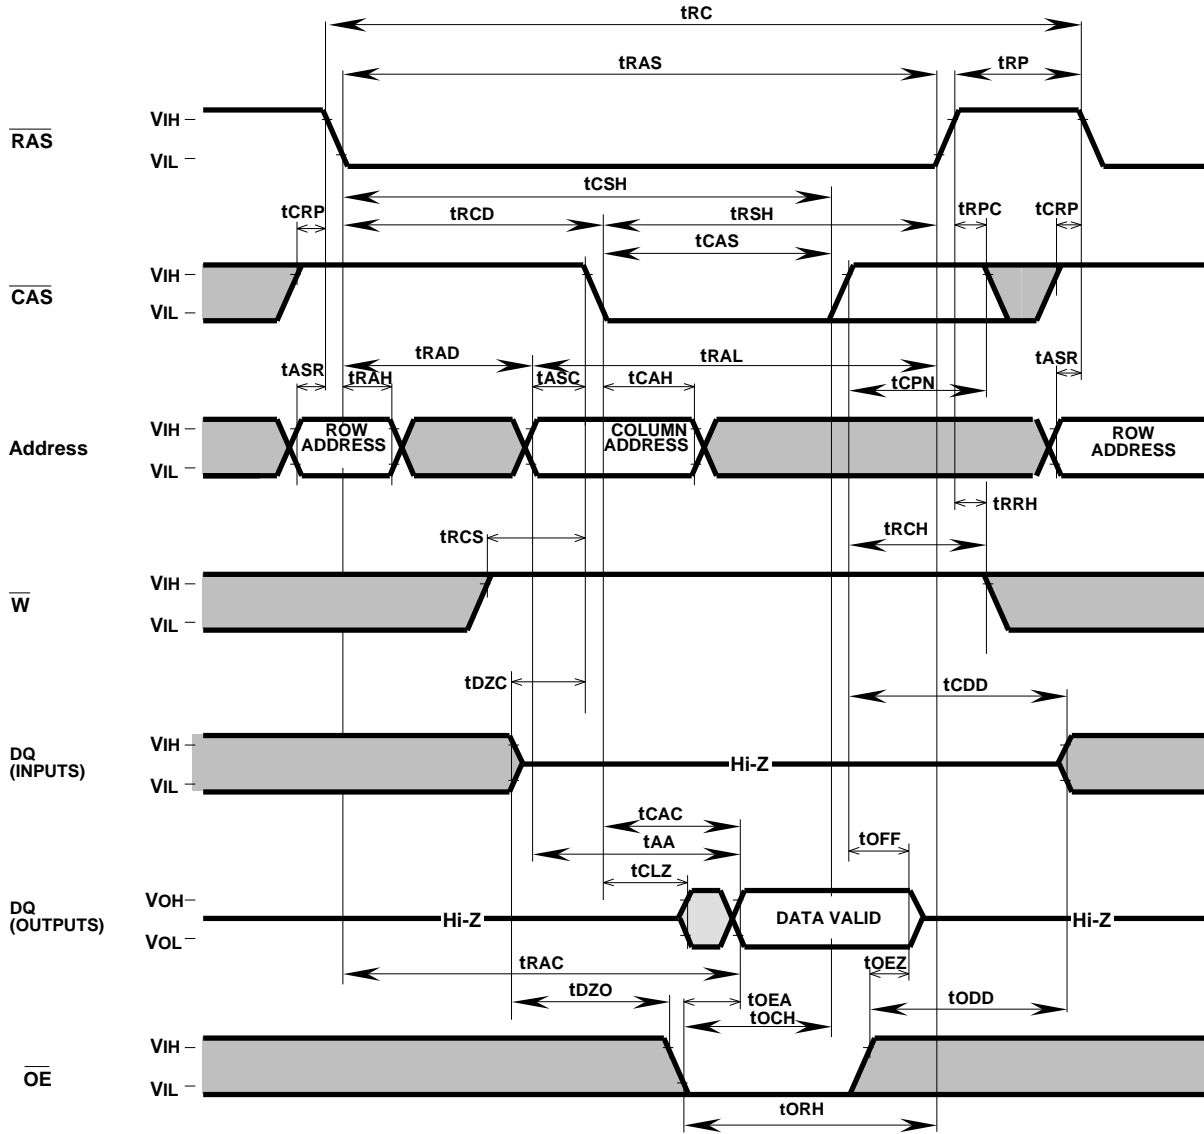 tRC
tRAS
tRP
RAS
VIH
VIL
tCSH
tCRP
tRCD
tRSH
tRPC
tCRP
tCAS
CAS
VIH
VIL
tRAD
tRAL
tASR
tRAH
tASC
tCAH
tCPN
tASR
Address
VIH
VIL
ROW
ADDRESS
COLUMN
ADDRESS
ROW
ADDRESS
tRRH
tRCS
tRCH
W
VIH
VIL
tDZC
tCDD
DQ
(INPUTS)
VIH
VIL
Hi-Z
tCAC
tAA
tOFF
tCLZ
DQ
(OUTPUTS)
VOH
VOL
Hi-Z
DATA VALID
Hi-Z
tRAC
tOEZ
tDZO
tOEA
tODD
tOCH
OE
VIH
VIL
tORH